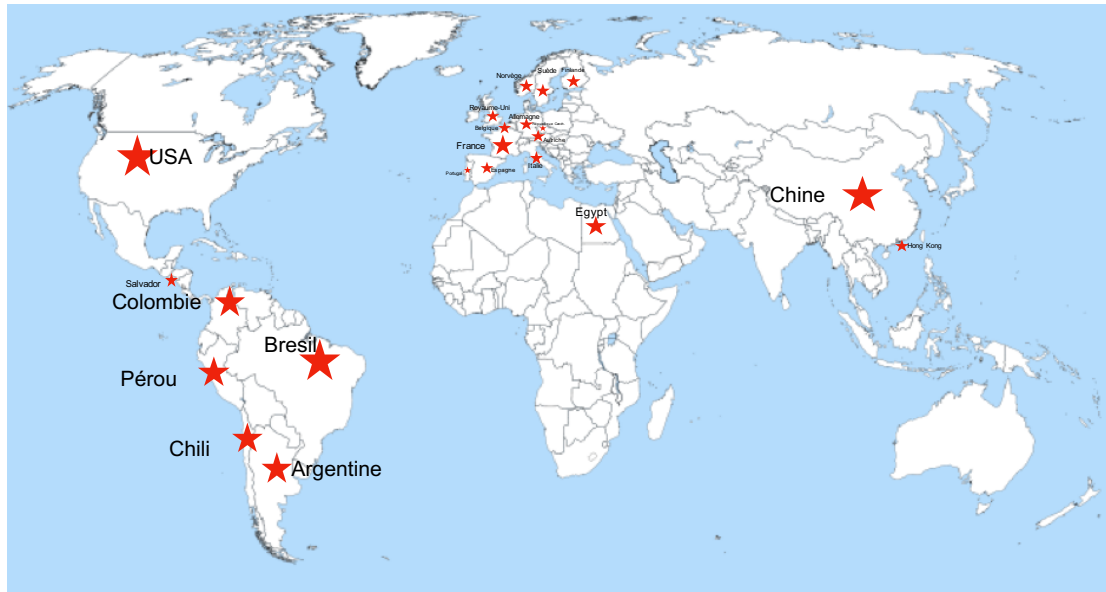 Finlande
Suède
Norvège
Royaume-Uni
Allemagne
Belgique
Autriche
France
USA
Italie
Espagne
Portugal
Chine
Egypt
Hong Kong
Salvador
Colombie
Bresil
Pérou
Chili
Argentine